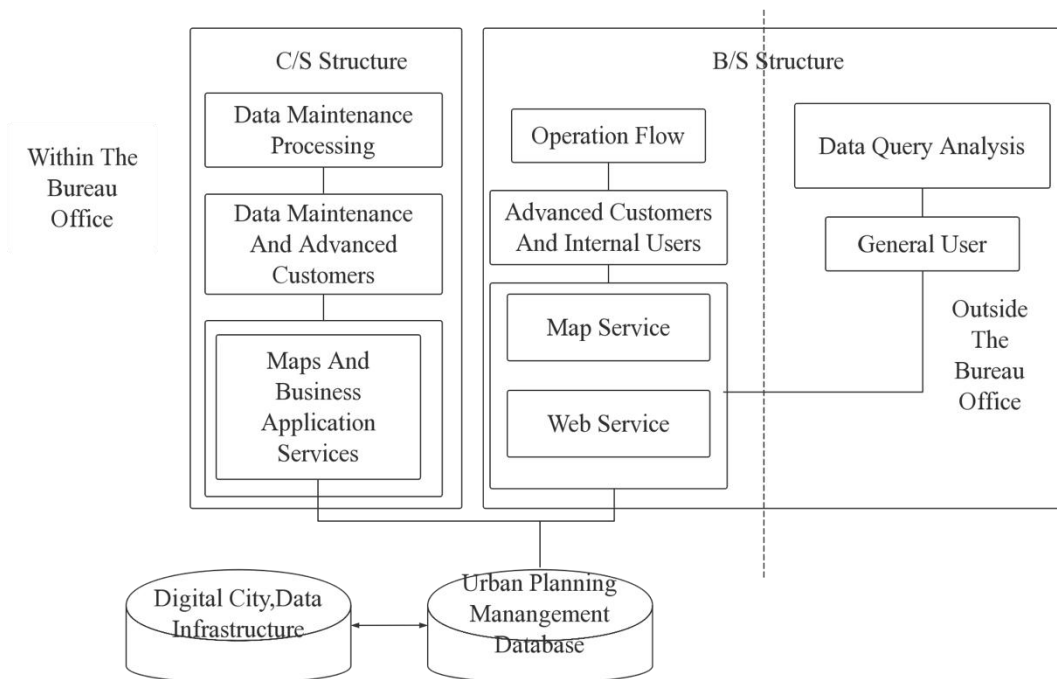 C/S Structure
B/S Structure
Within The
Bureau
Office
Data Maintenance
Processing
Data Maintenance
And Advanced
Customers
Maps And
Business
Application
Services
Operation Flow
Advanced Customers
And Internal Users
Map Service
Web Service
Data Query Analysis
General User
Outside
The
Bureau
Office
Digital City,Data
Infrastructure
Urban Planning
Manangement
Database